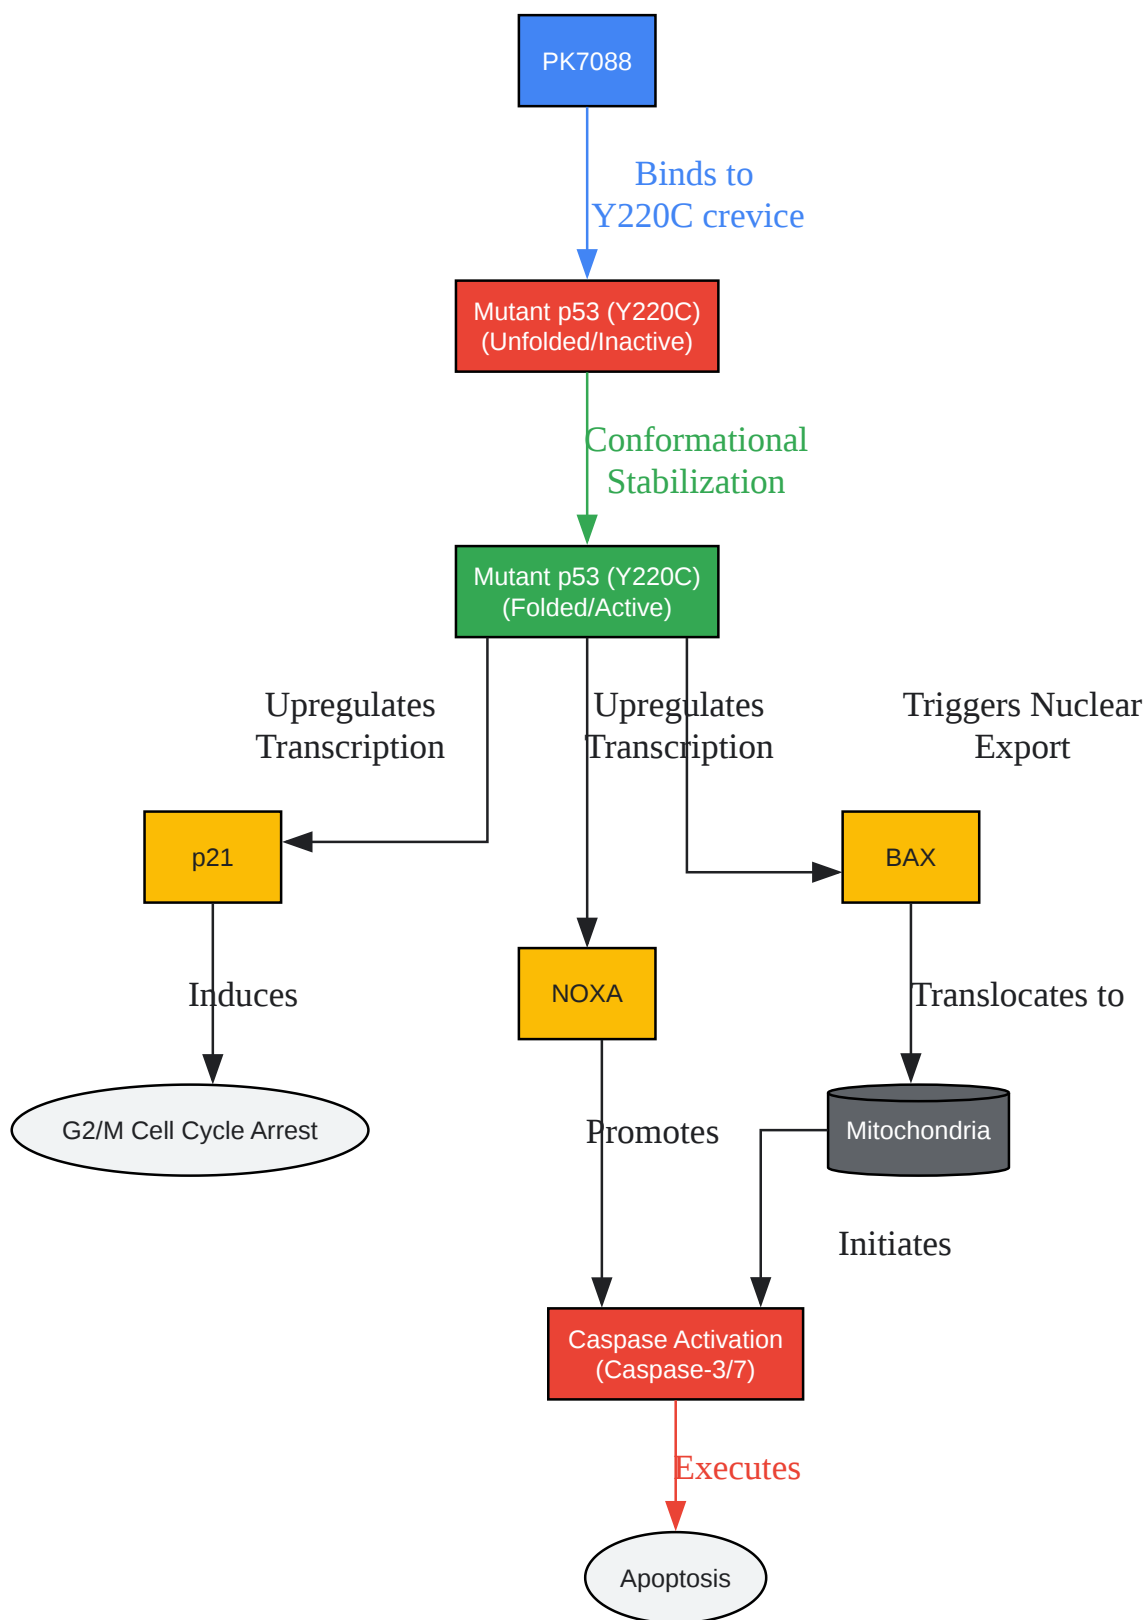 PK7088
Binds to
Y220C crevice
Mutant p53 (Y220C)
(Unfolded/Inactive)
Conformational
Stabilization
Mutant p53 (Y220C)
(Folded/Active)
Upregulates
Transcription
Upregulates
Transcription
Triggers Nuclear
Export
p21
BAX
NOXA
Induces
Translocates to
G2/M Cell Cycle Arrest
Promotes
Mitochondria
Initiates
Caspase Activation
(Caspase-3/7)
Executes
Apoptosis